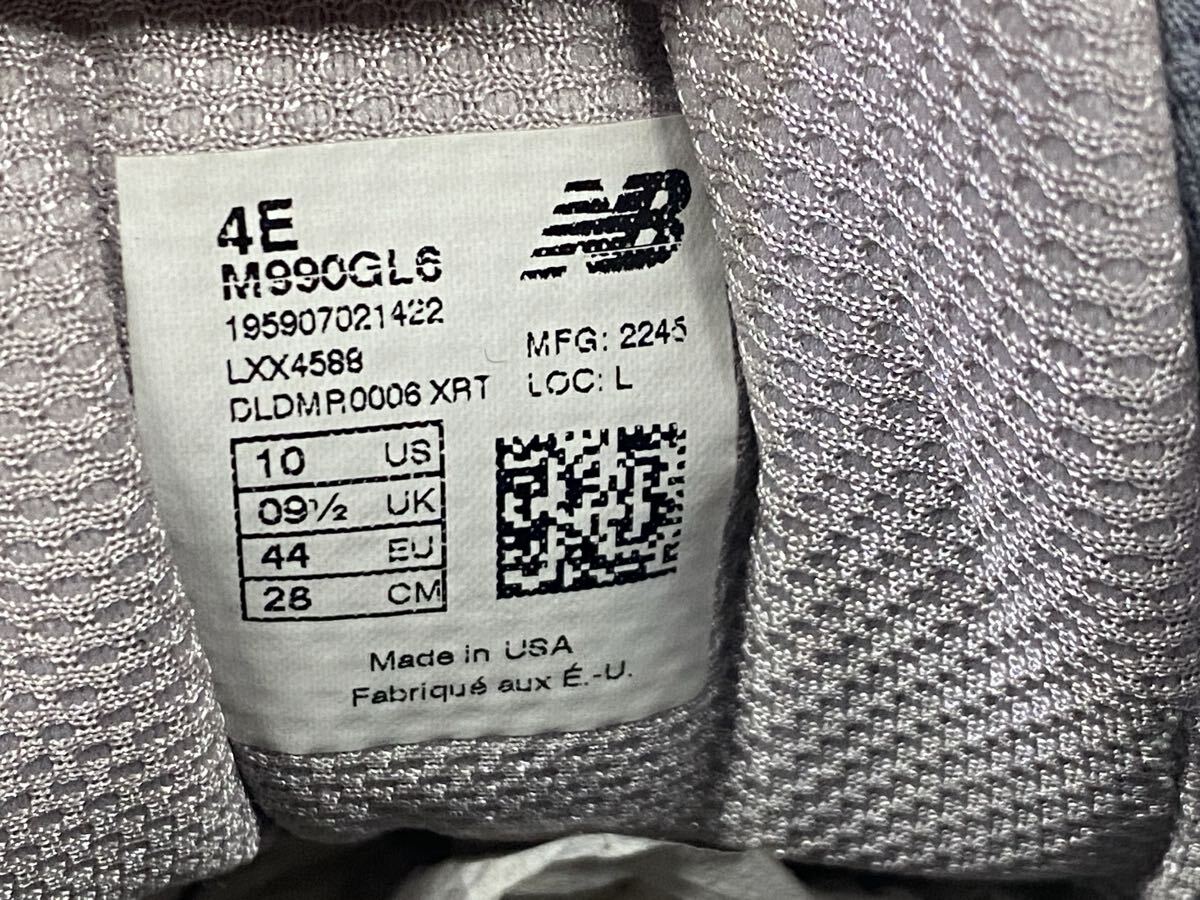 4E
M990GL6
195907021422
LXX4588
DLDMP.0006 XRT
NB
MFG: 2245
LOC: L
10 US
09½ UK
44 EU
28 CM
R
Made in USA
Fabriqué aux É.-U.